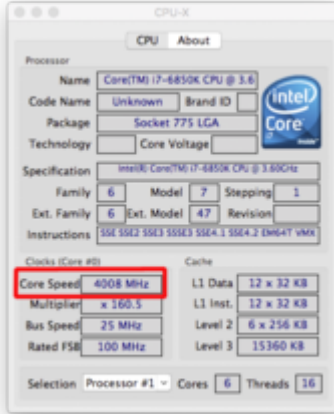 CPU-X
CPU About
Processor
Name Core(TM) i7-6850K CPU @ 3.6
Code Name Unknown Brand ID
Package Socket 775 LGA
Technology Core Voltage
intel
Core
Specification Intel(R) Core(TM) i7-6850K CPU @ 3.60GHz
Family 6 Model 7 Stepping 1
Ext. Family 6 Ext. Model 47 Revision
Instructions SSE SSE2 SSE3 SSSE3 SSE4.1 SSE4.2 EM64T VMX
Clocks (Core #0) Cache
Core Speed 4008 MHz L1 Data 12 x 32 KB
Multiplier x 160.5 L1 Inst. 12 x 32 KB
Bus Speed 25 MHz Level 2 6 x 256 KB
Rated FSB 100 MHz Level 3 15360 KB
Selection Processor #1 Cores 6 Threads 16